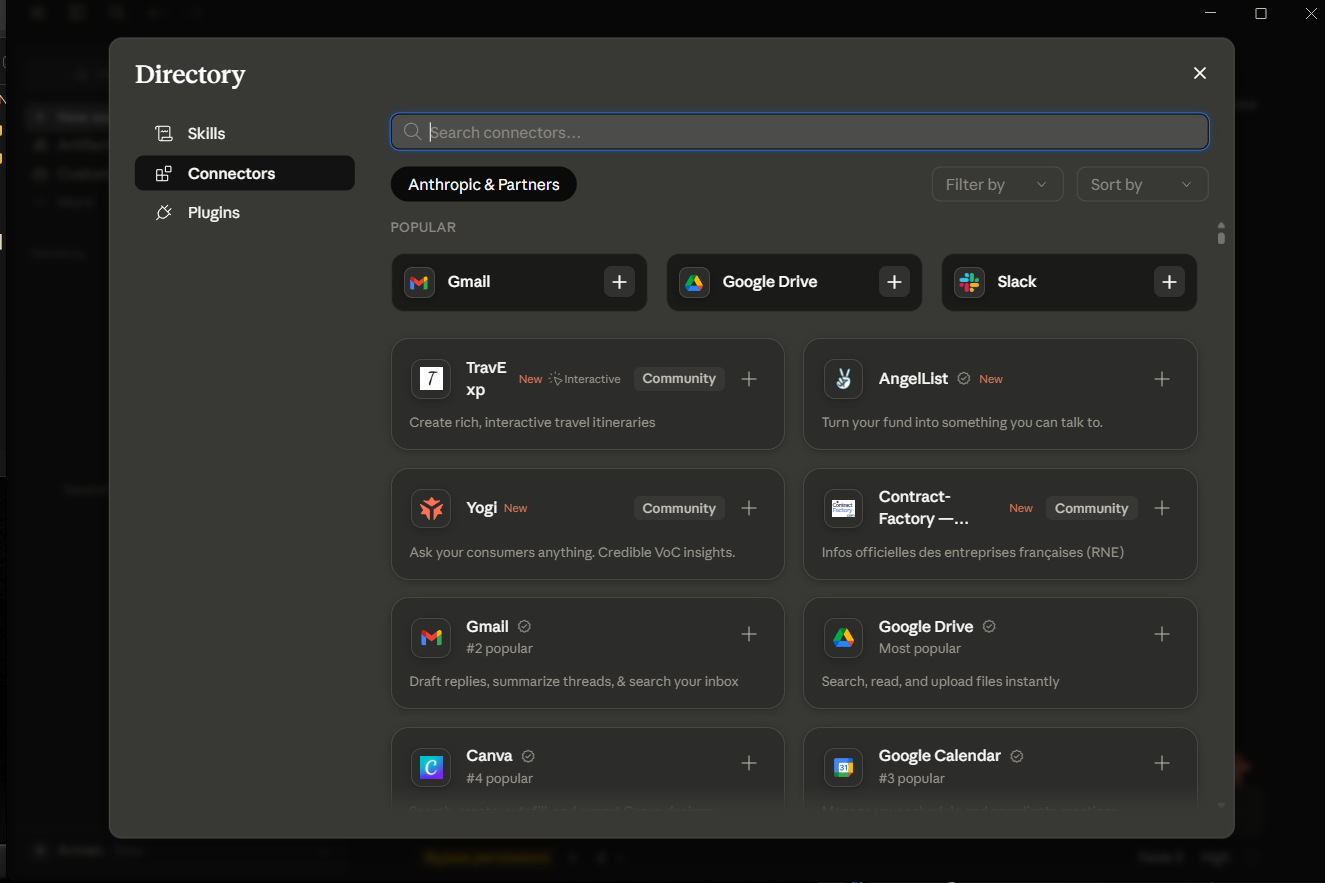 Directory
Skills
Connectors
Plugins
Search connectors...
Anthropic & Partners
Filter by
Sort by
POPULAR
Gmail
Google Drive
Slack
TravE
xp
New
Interactive
Community
Create rich, interactive travel itineraries
AngelList
New
Turn your fund into something you can talk to.
Yogi
New
Community
Ask your consumers anything. Credible VoC insights.
Contract-
Factory —...
New
Community
Infos officielles des entreprises françaises (RNE)
Gmail
#2 popular
Draft replies, summarize threads, & search your inbox
Google Drive
Most popular
Search, read, and upload files instantly
Canva
#4 popular
Google Calendar
#3 popular